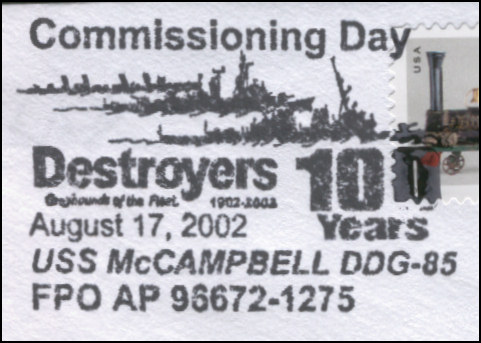 Commissioning Day
USA
Destroyers 100
Greyhounds of the Fleet 1902-2002
Years
August 17, 2002
USS McCAMPBELL DDG-85
FPO AP 96672-1275